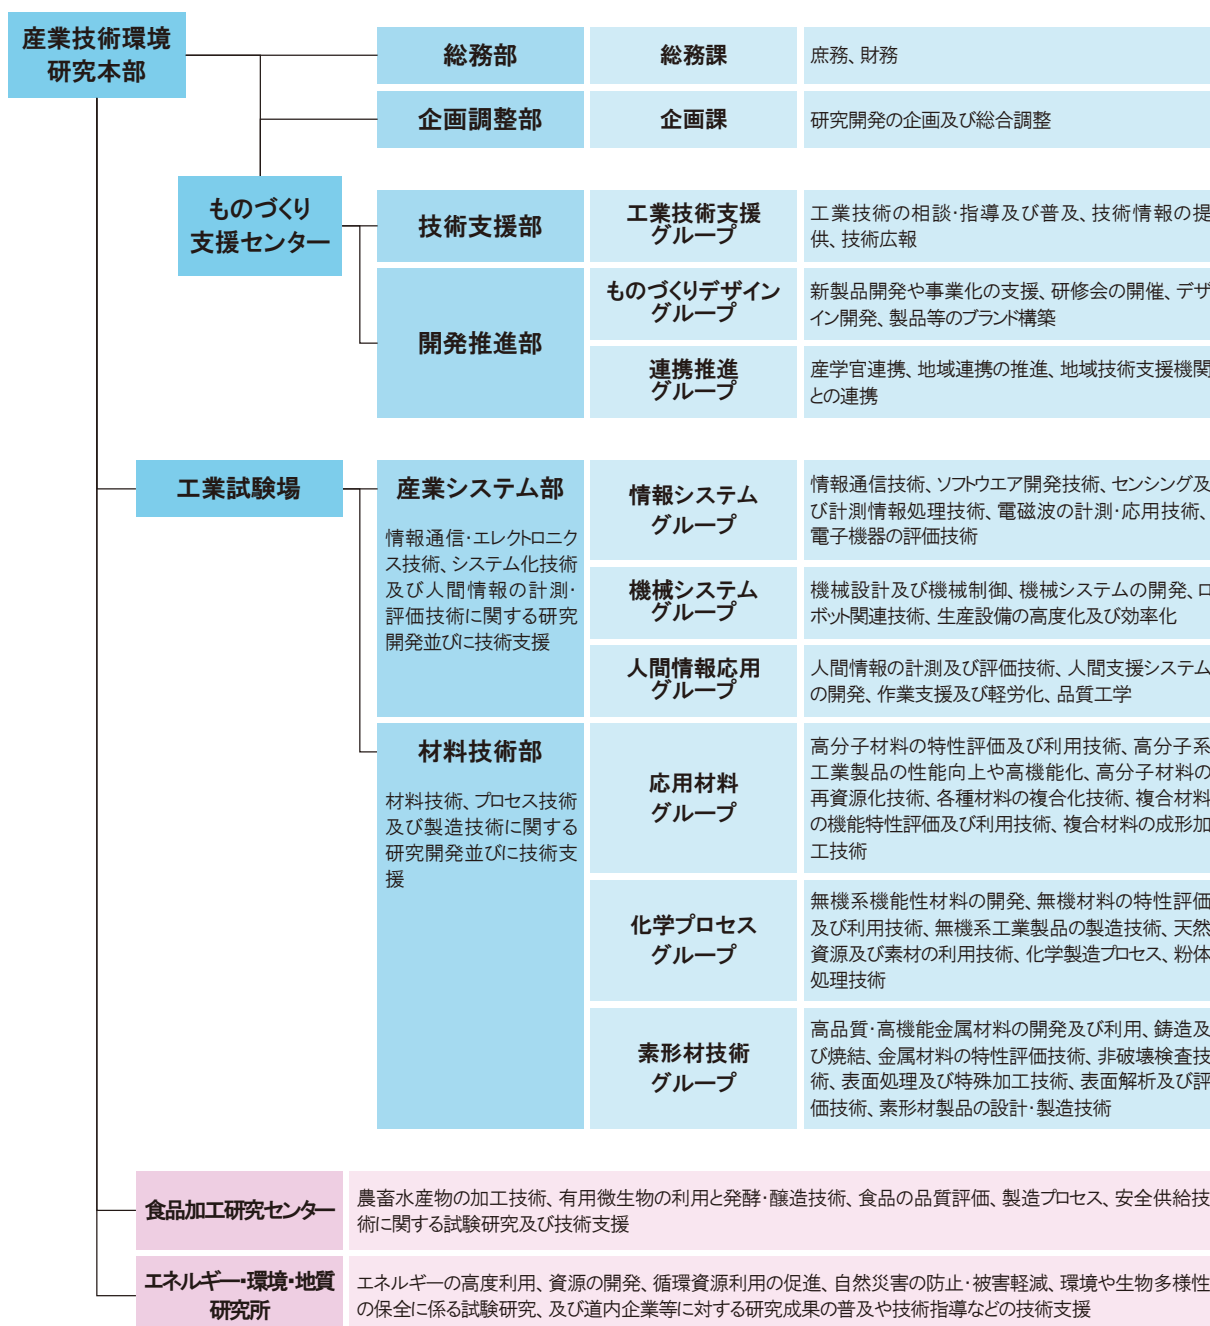 産業技術環境
研究本部
総務部
総務課
庶務、財務
企画調整部
企画課
研究開発の企画及び総合調整
ものづくり
支援センター
技術支援部
工業技術支援
グループ
工業技術の相談・指導及び普及、技術情報の提
供、技術広報
開発推進部
ものづくりデザイン
グループ
新製品開発や事業化の支援、研修会の開催、デザ
イン開発、製品等のブランド構築
連携推進
グループ
産学官連携、地域連携の推進、地域技術支援機関
との連携
工業試験場
産業システム部
情報通信・エレクトロニク
ス技術、システム化技術
及び人間情報の計測・
評価技術に関する研究
開発並びに技術支援
情報システム
グループ
情報通信技術、ソフトウエア開発技術、センシング及
び計測情報処理技術、電磁波の計測・応用技術、
電子機器の評価技術
機械システム
グループ
機械設計及び機械制御、機械システムの開発、ロ
ボット関連技術、生産設備の高度化及び効率化
人間情報応用
グループ
人間情報の計測及び評価技術、人間支援システム
の開発、作業支援及び軽労化、品質工学
材料技術部
材料技術、プロセス技術
及び製造技術に関する
研究開発並びに技術支
援
応用材料
グループ
高分子材料の特性評価及び利用技術、高分子系
工業製品の性能向上や高機能化、高分子材料の
再資源化技術、各種材料の複合化技術、複合材料
の機能特性評価及び利用技術、複合材料の成形加
工技術
化学プロセス
グループ
無機系機能性材料の開発、無機材料の特性評価
及び利用技術、無機系工業製品の製造技術、天然
資源及び素材の利用技術、化学製造プロセス、粉体
処理技術
素形材技術
グループ
高品質・高機能金属材料の開発及び利用、鋳造及
び焼結、金属材料の特性評価技術、非破壊検査技
術、表面処理及び特殊加工技術、表面解析及び評
価技術、素形材製品の設計・製造技術
食品加工研究センター
農畜水産物の加工技術、有用微生物の利用と発酵・醸造技術、食品の品質評価、製造プロセス、安全供給技
術に関する試験研究及び技術支援
エネルギー・環境・地質
研究所
エネルギーの高度利用、資源の開発、循環資源利用の促進、自然災害の防止・被害軽減、環境や生物多様性
の保全に係る試験研究、及び道内企業等に対する研究成果の普及や技術指導などの技術支援